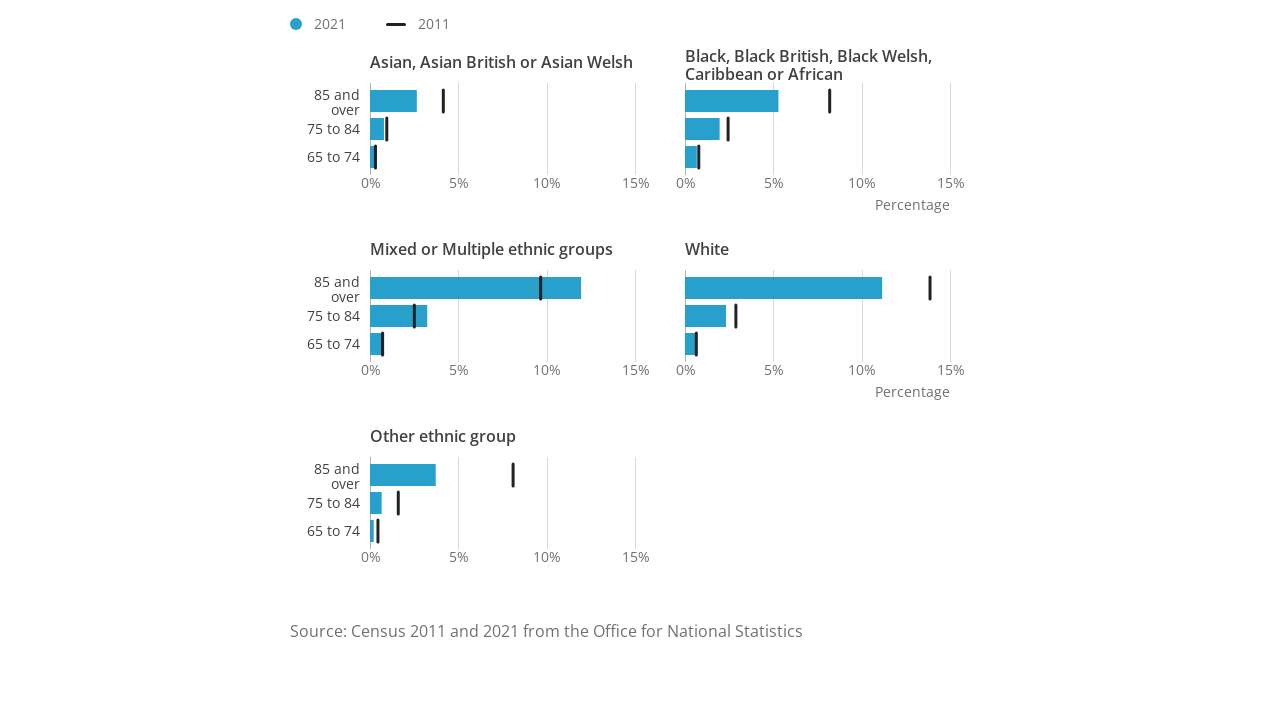 2021 2011
Asian, Asian British or Asian Welsh
85 and
over
75 to 84
65 to 74
0% 5% 10% 15%
Black, Black British, Black Welsh,
Caribbean or African
0% 5% 10% 15%
Percentage
Mixed or Multiple ethnic groups
85 and
over
75 to 84
65 to 74
0% 5% 10% 15%
White
0% 5% 10% 15%
Percentage
Other ethnic group
85 and
over
75 to 84
65 to 74
0% 5% 10% 15%
Source: Census 2011 and 2021 from the Office for National Statistics